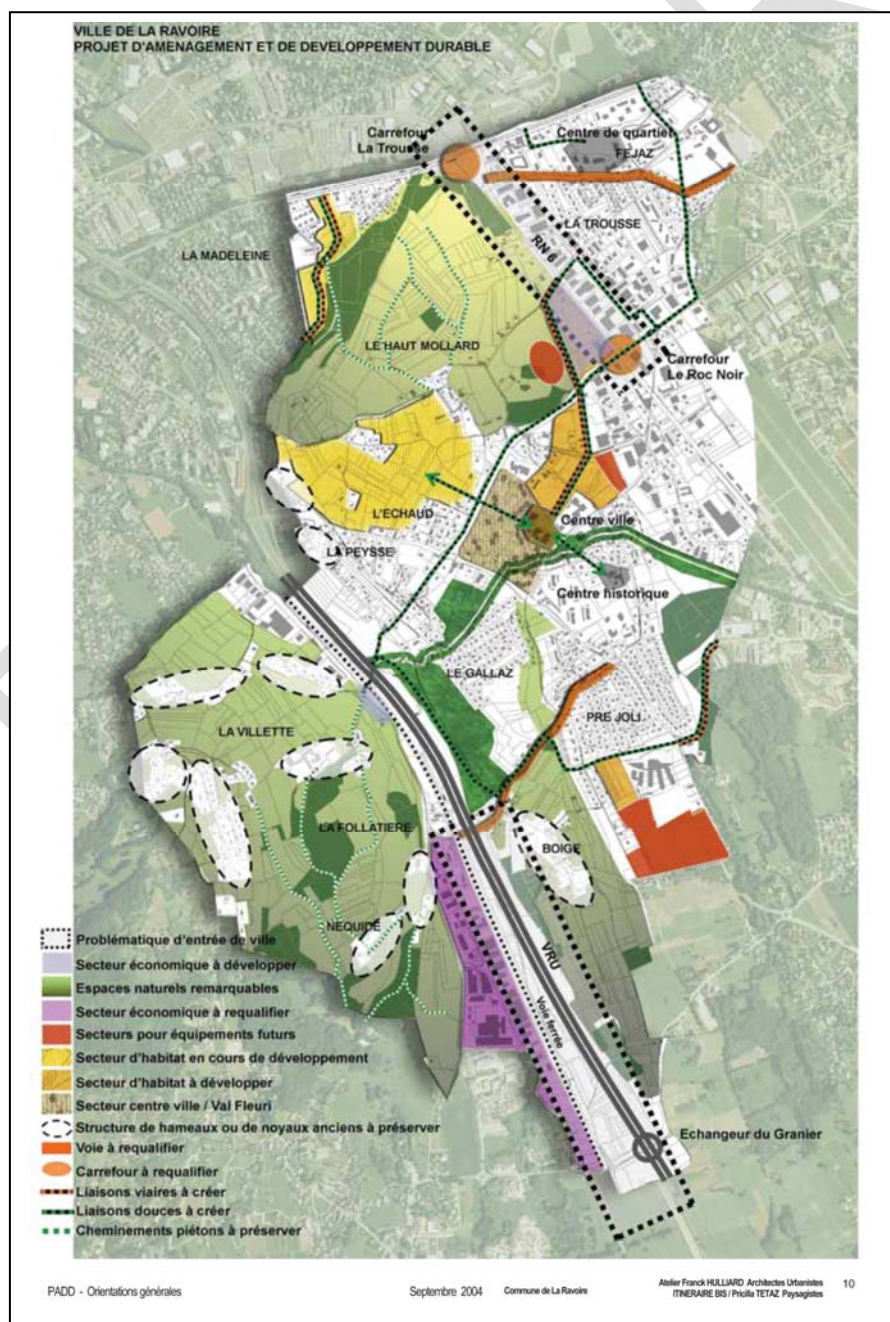 VILLE DE LA RAVOIRE
PROJET D'AMENAGEMENT ET DE DEVELOPPEMENT DURABLE
Carrefour
La Trousse
Centre de quartier
FEJAZ
LA TROUSSE
LA MADELEINE
RN 6
LE HAUT MOLLARD
Carrefour
Le Roc Noir
L'ECHAUD
Centre ville
LA PEYSSE
Centre historique
LE GALLAZ
PRE JOLI
LA VILLETTE
LA FOLLATIERE
BOIGE
NEQUIDE
VRU
Voie ferrée
Echangeur du Granier
Problématique d'entrée de ville
Secteur économique à développer
Espaces naturels remarquables
Secteur économique à requalifier
Secteurs pour équipements futurs
Secteur d'habitat en cours de développement
Secteur d'habitat à développer
Secteur centre ville / Val Fleuri
Structure de hameaux ou de noyaux anciens à préserver
Voie à requalifier
Carrefour à requalifier
Liaisons viaires à créer
Liaisons douces à créer
Cheminements piétons à préserver
PADD - Orientations générales
Septembre 2004
Commune de La Ravoire
Atelier Franck HULLIARD Architectes Urbanistes
ITINERAIRE BIS / Pricilla TETAZ Paysagistes
10